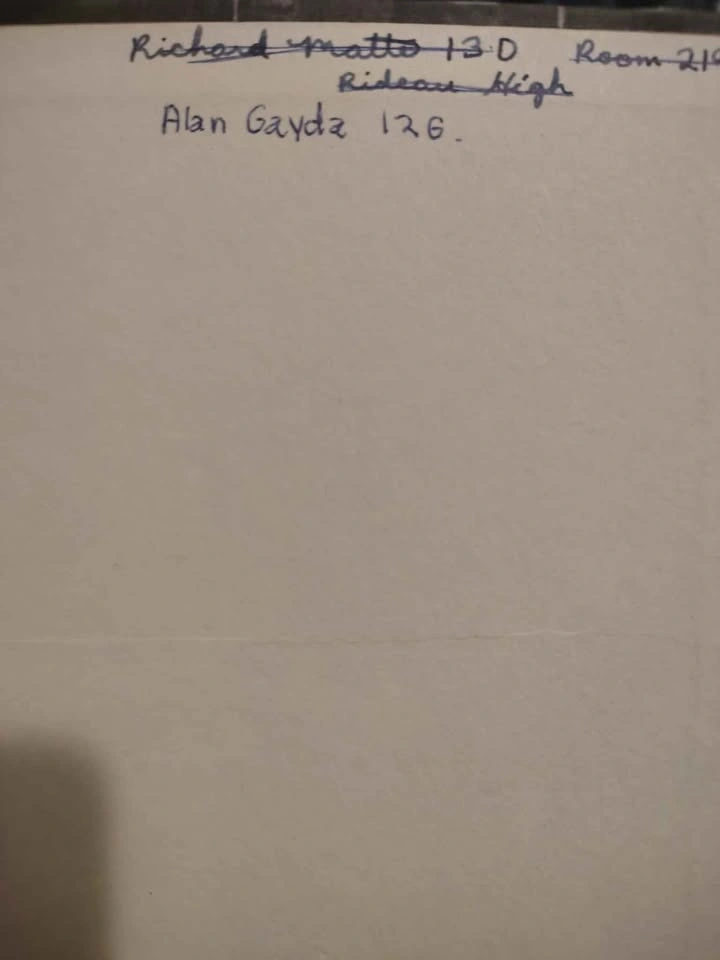 Richard Matto 13D Room 21
Rideau High
Alan Gayda 12G.